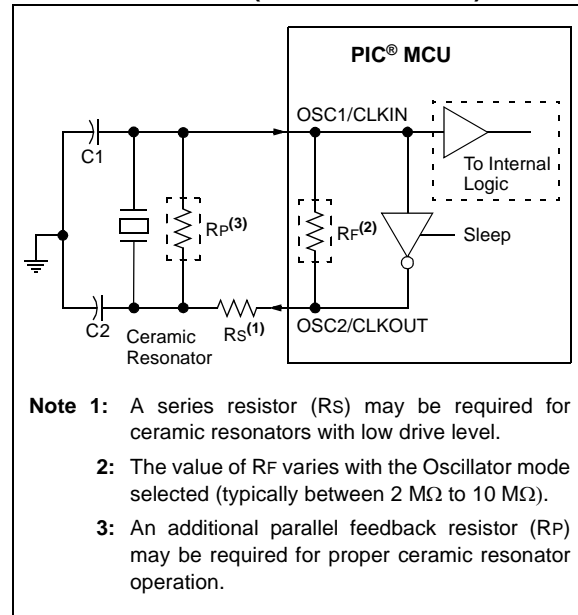 PIC® MCU
OSC1/CLKIN
C1
To Internal
Logic
RP(3)
RF(2)
Sleep
OSC2/CLKOUT
C2
Ceramic
Resonator
RS(1)
Note 1: A series resistor (RS) may be required for
ceramic resonators with low drive level.
2: The value of RF varies with the Oscillator mode
selected (typically between 2 MΩ to 10 MΩ).
3: An additional parallel feedback resistor (RP)
may be required for proper ceramic resonator
operation.